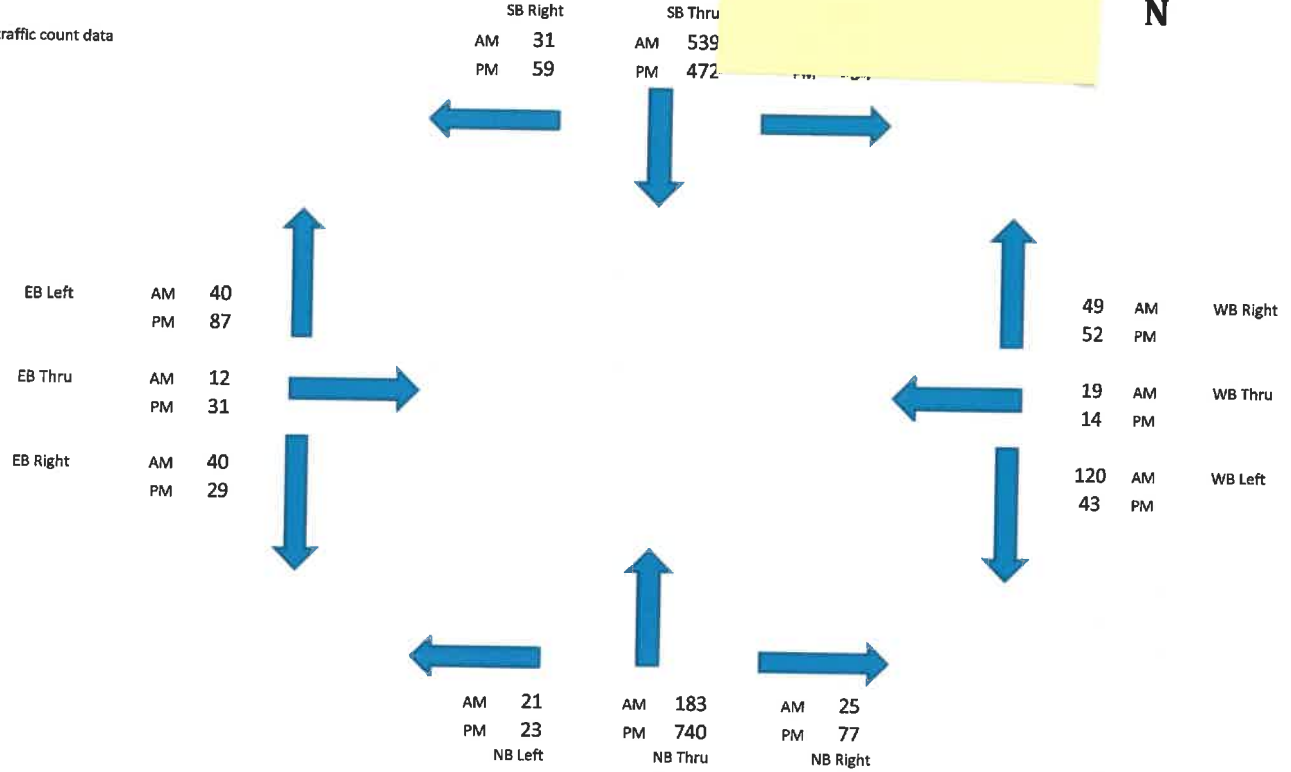 N
raffic count data
SB Right
AM 31
PM 59
SB Thru
AM 539
PM 472
EB Left
AM 40
PM 87
EB Thru
AM 12
PM 31
EB Right
AM 40
PM 29
49 AM WB Right
52 PM
19 AM WB Thru
14 PM
120 AM WB Left
43 PM
AM 21
PM 23
NB Left
AM 183
PM 740
NB Thru
AM 25
PM 77
NB Right